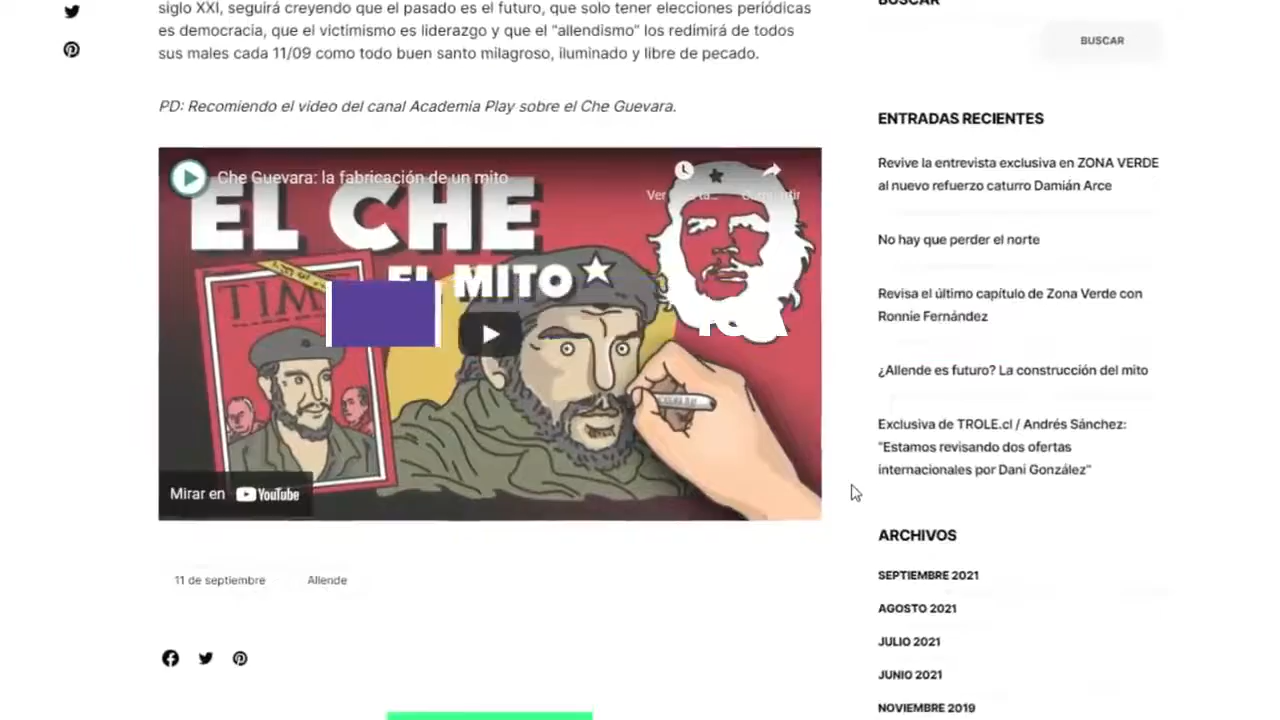 siglo XXI, seguirá creyendo que el pasado es el futuro, que solo tener elecciones periódicas
es democracia, que el victimismo es liderazgo y que el "allendismo" los redimirá de todos
sus males cada 11/09 como todo buen santo milagroso, iluminado y libre de pecado.
PD: Recomiendo el video del canal Academia Play sobre el Che Guevara.
Che Guevara: la fabricación de un mito
Ver
EL CHE
EL MITO
TIM
Mirar en YouTube
11 de septiembre
Allende
BUSCAR
BUSCAR
ENTRADAS RECIENTES
Revive la entrevista exclusiva en ZONA VERDE
al nuevo refuerzo caturro Damián Arce
No hay que perder el norte
Revisa el último capítulo de Zona Verde con
Ronnie Fernández
¿Allende es futuro? La construcción del mito
Exclusiva de TROLE.cl / Andrés Sánchez:
"Estamos revisando dos ofertas
internacionales por Dani González"
ARCHIVOS
SEPTIEMBRE 2021
AGOSTO 2021
JULIO 2021
JUNIO 2021
NOVIEMBRE 2019